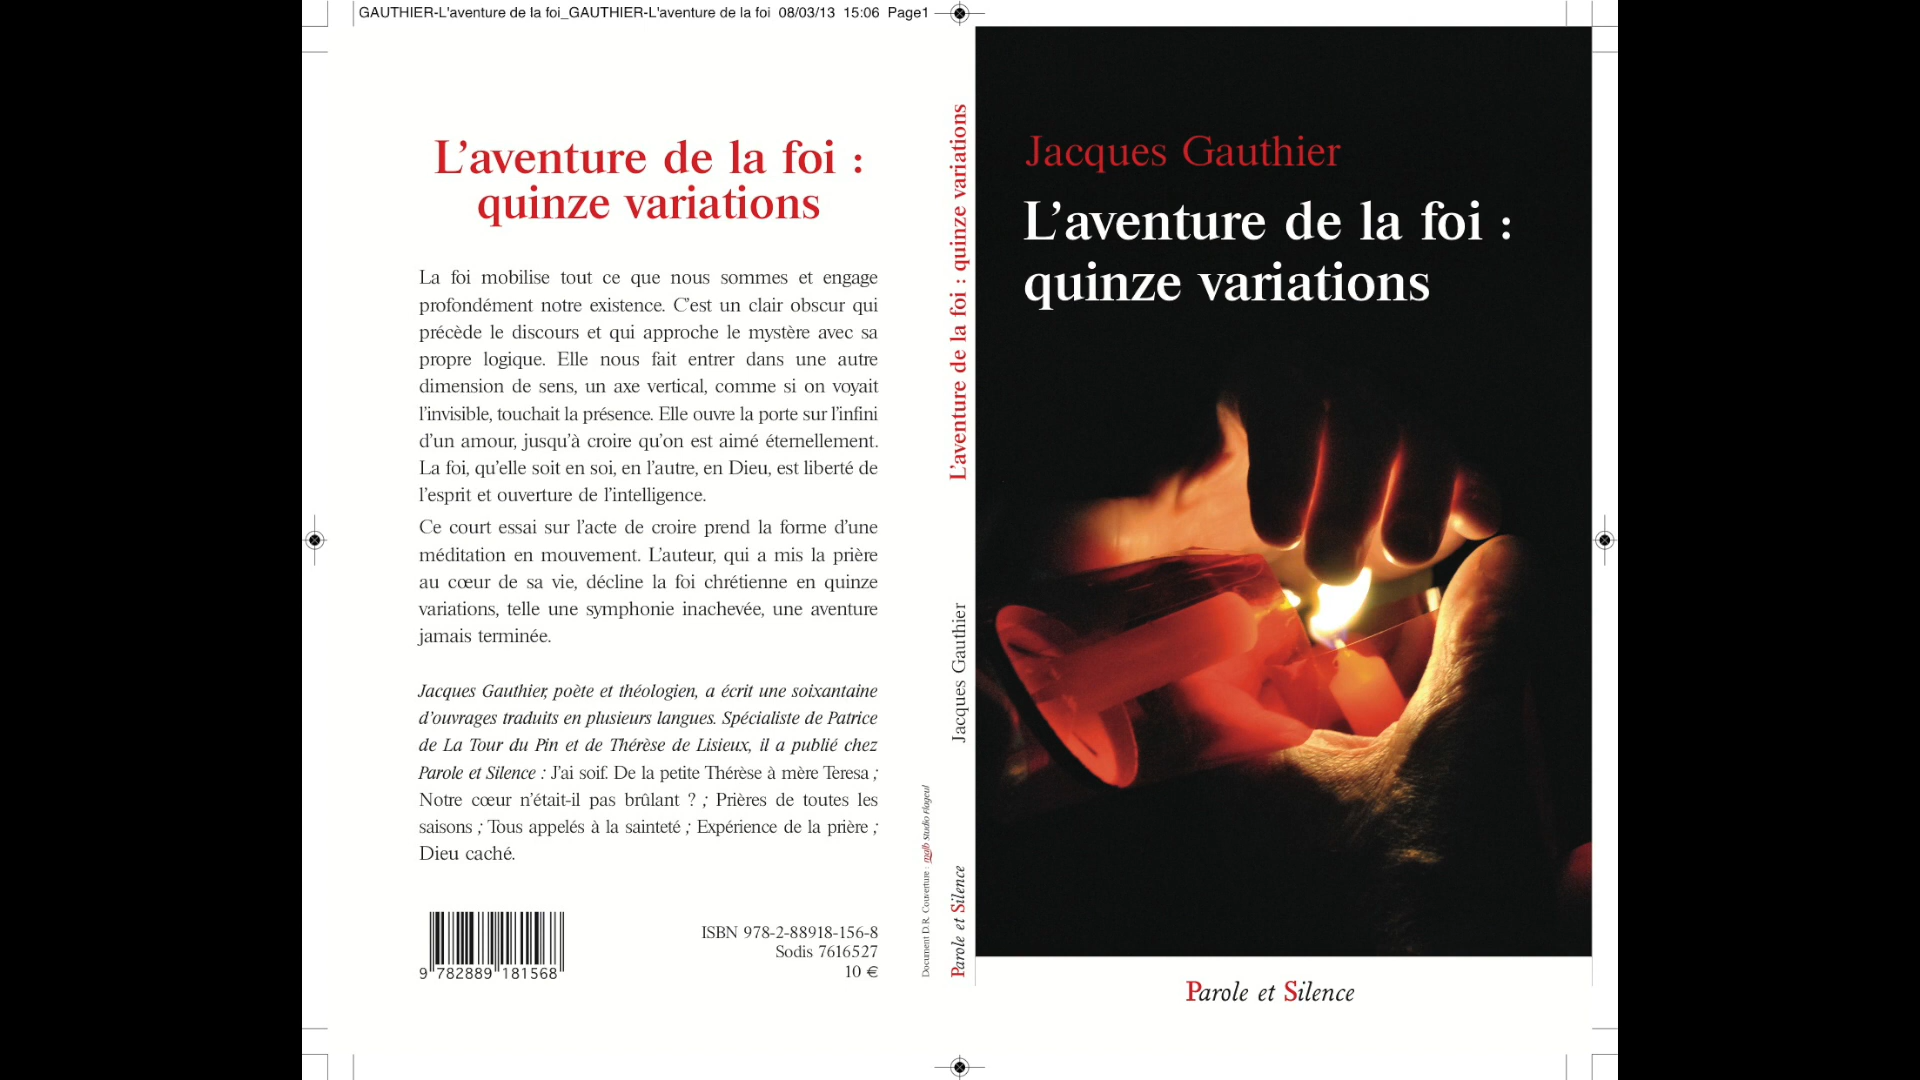 GAUTHIER-L'aventure de la foi_GAUTHIER-L'aventure de la foi 08/03/13 15:06 Page1
L’aventure de la foi :
quinze variations
La foi mobilise tout ce que nous sommes et engage
profondément notre existence. C’est un clair obscur qui
précède le discours et qui approche le mystère avec sa
propre logique. Elle nous fait entrer dans une autre
dimension de sens, un axe vertical, comme si on voyait
l’invisible, touchait la présence. Elle ouvre la porte sur l’infini
d’un amour, jusqu’à croire qu’on est aimé éternellement.
La foi, qu’elle soit en soi, en l’autre, en Dieu, est liberté de
l’esprit et ouverture de l’intelligence.
Ce court essai sur l’acte de croire prend la forme d’une
méditation en mouvement. L’auteur, qui a mis la prière
au cœur de sa vie, décline la foi chrétienne en quinze
variations, telle une symphonie inachevée, une aventure
jamais terminée.
Jacques Gauthier, poète et théologien, a écrit une soixantaine
d’ouvrages traduits en plusieurs langues. Spécialiste de Patrice
de La Tour du Pin et de Thérèse de Lisieux, il a publié chez
Parole et Silence : J’ai soif. De la petite Thérèse à mère Teresa ;
Notre cœur n’était-il pas brûlant ? ; Prières de toutes les
saisons ; Tous appelés à la sainteté ; Expérience de la prière ;
Dieu caché.
9 782889 181568
ISBN 978-2-88918-156-8
Sodis 7616527
10 €
Document D.R. Couverture : mglb studio Flageul
L’aventure de la foi : quinze variations
Jacques Gauthier
Parole et Silence
Jacques Gauthier
L’aventure de la foi :
quinze variations
Parole et Silence